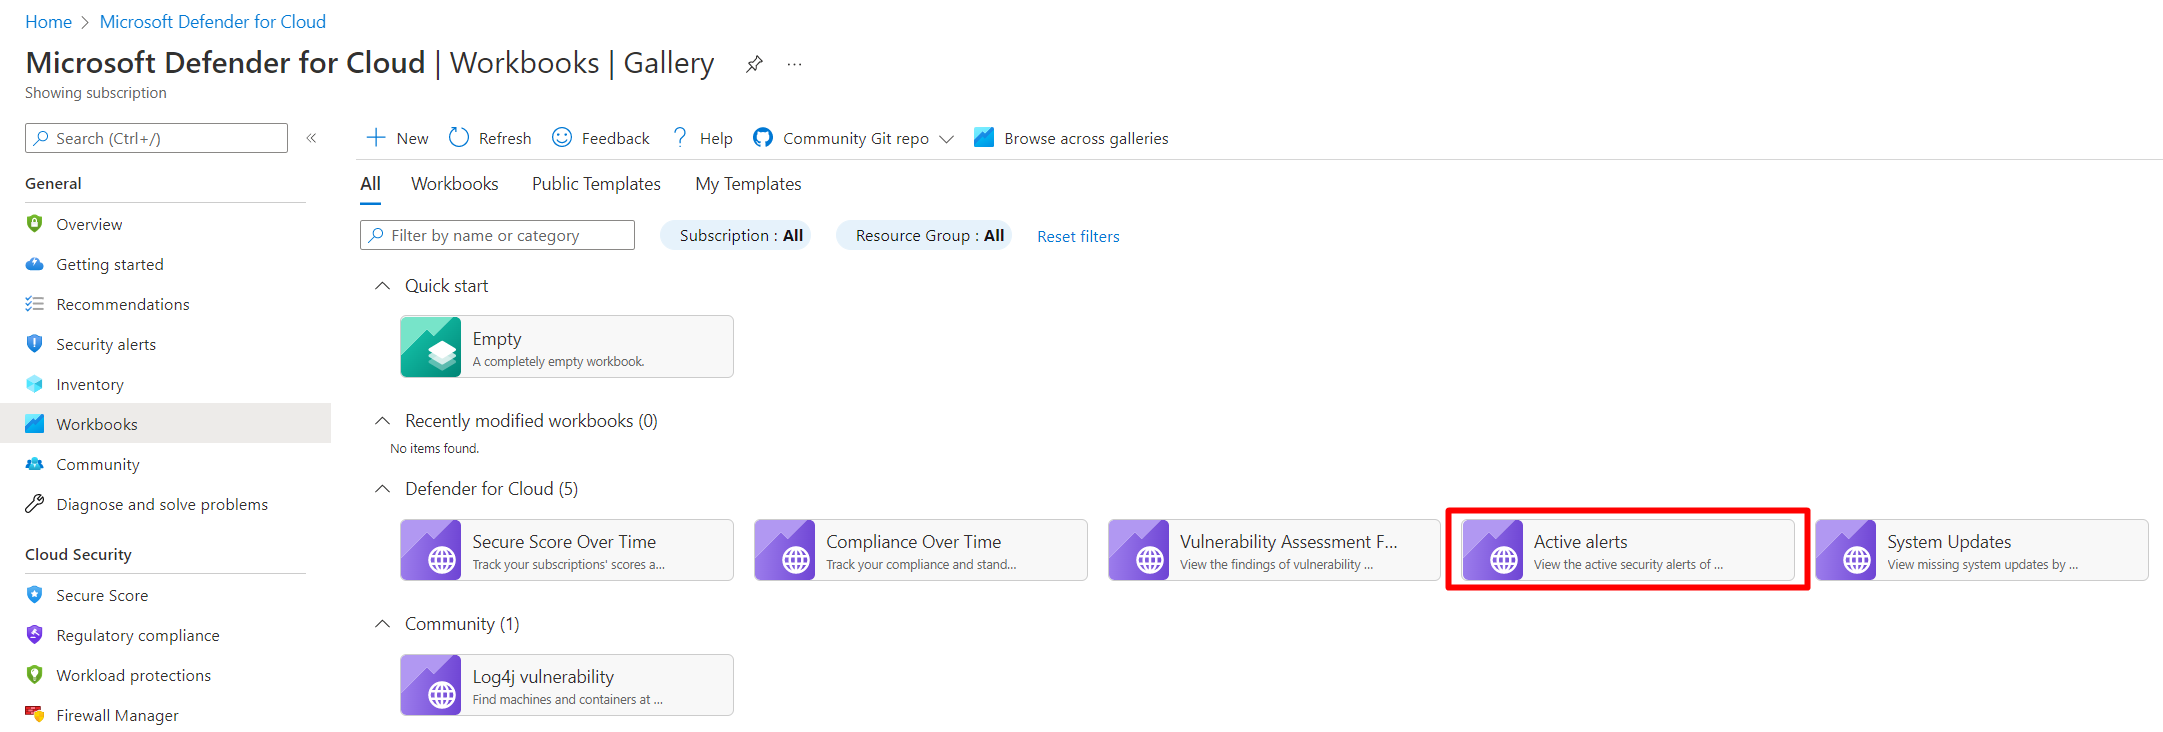 Home > Microsoft Defender for Cloud
Microsoft Defender for Cloud | Workbooks | Gallery ...
Showing subscription
Search (Ctrl+/) «
General
Overview
Getting started
Recommendations
Security alerts
Inventory
Workbooks
Community
Diagnose and solve problems
Cloud Security
Secure Score
Regulatory compliance
Workload protections
Firewall Manager
New Refresh Feedback ? Help Community Git repo Browse across galleries
All Workbooks Public Templates My Templates
Filter by name or category Subscription : All Resource Group : All Reset filters
Quick start
Empty
A completely empty workbook.
Recently modified workbooks (0)
No items found.
Defender for Cloud (5)
Secure Score Over Time
Track your subscriptions' scores a...
Compliance Over Time
Track your compliance and stand...
Vulnerability Assessment F...
View the findings of vulnerability ...
Active alerts
View the active security alerts of ...
System Updates
View missing system updates by ...
Community (1)
Log4j vulnerability
Find machines and containers at ...